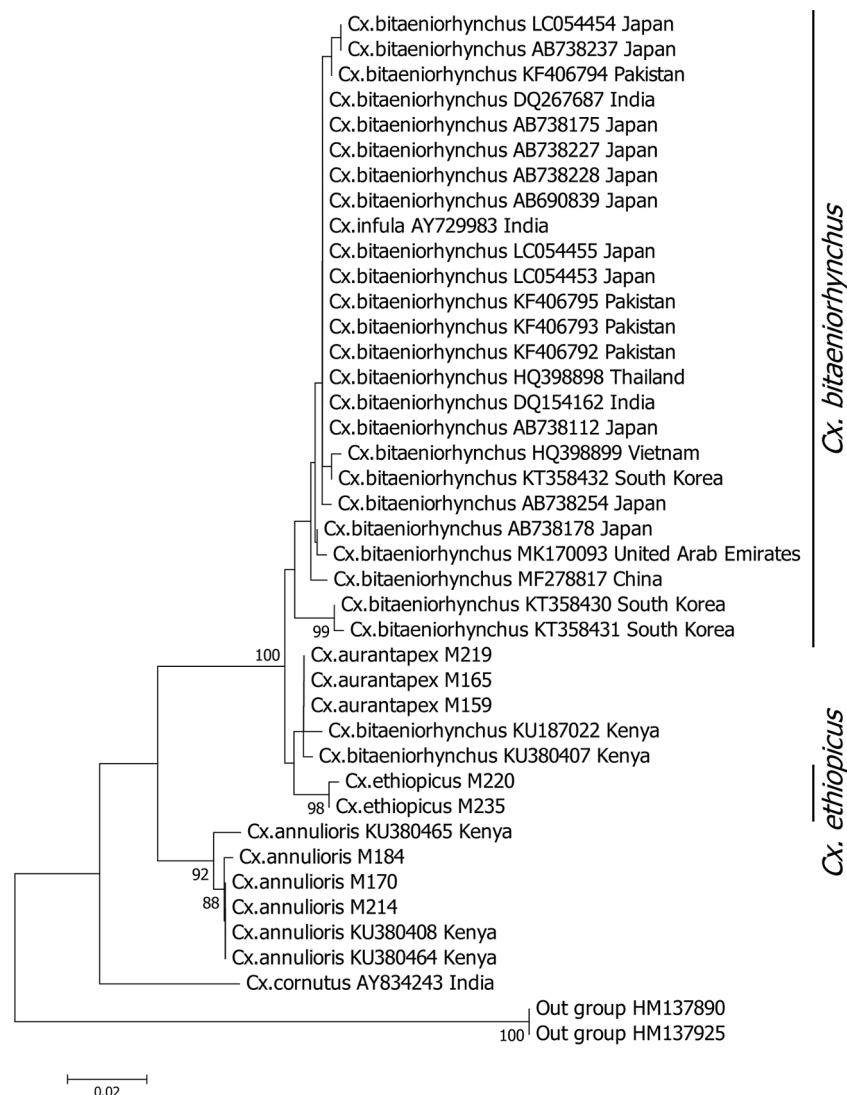 Cx.bitaeniorhynchus LC054454 Japan
Cx.bitaeniorhynchus AB738237 Japan
Cx.bitaeniorhynchus KF406794 Pakistan
Cx.bitaeniorhynchus DQ267687 India
Cx.bitaeniorhynchus AB738175 Japan
Cx.bitaeniorhynchus AB738227 Japan
Cx.bitaeniorhynchus AB738228 Japan
Cx.bitaeniorhynchus AB690839 Japan
Cx.infula AY729983 India
Cx.bitaeniorhynchus LC054455 Japan
Cx.bitaeniorhynchus LC054453 Japan
Cx.bitaeniorhynchus KF406795 Pakistan
Cx.bitaeniorhynchus KF406793 Pakistan
Cx.bitaeniorhynchus KF406792 Pakistan
Cx.bitaeniorhynchus HQ398898 Thailand
Cx.bitaeniorhynchus DQ154162 India
Cx.bitaeniorhynchus AB738112 Japan
Cx.bitaeniorhynchus HQ398899 Vietnam
Cx.bitaeniorhynchus KT358432 South Korea
Cx.bitaeniorhynchus AB738254 Japan
Cx.bitaeniorhynchus AB738178 Japan
Cx.bitaeniorhynchus MK170093 United Arab Emirates
Cx.bitaeniorhynchus MF278817 China
Cx.bitaeniorhynchus KT358430 South Korea
99 Cx.bitaeniorhynchus KT358431 South Korea
100 Cx.aurantapex M219
Cx.aurantapex M165
Cx.aurantapex M159
Cx.bitaeniorhynchus KU187022 Kenya
Cx.bitaeniorhynchus KU380407 Kenya
Cx.ethiopicus M220
98 Cx.ethiopicus M235
Cx.annulioris KU380465 Kenya
Cx.annulioris M184
92 Cx.annulioris M170
88 Cx.annulioris M214
Cx.annulioris KU380408 Kenya
Cx.annulioris KU380464 Kenya
Cx.cornutus AY834243 India
Out group HM137890
100 Out group HM137925
0.02
Cx. bitaeniorhynchus
Cx. ethiopicus